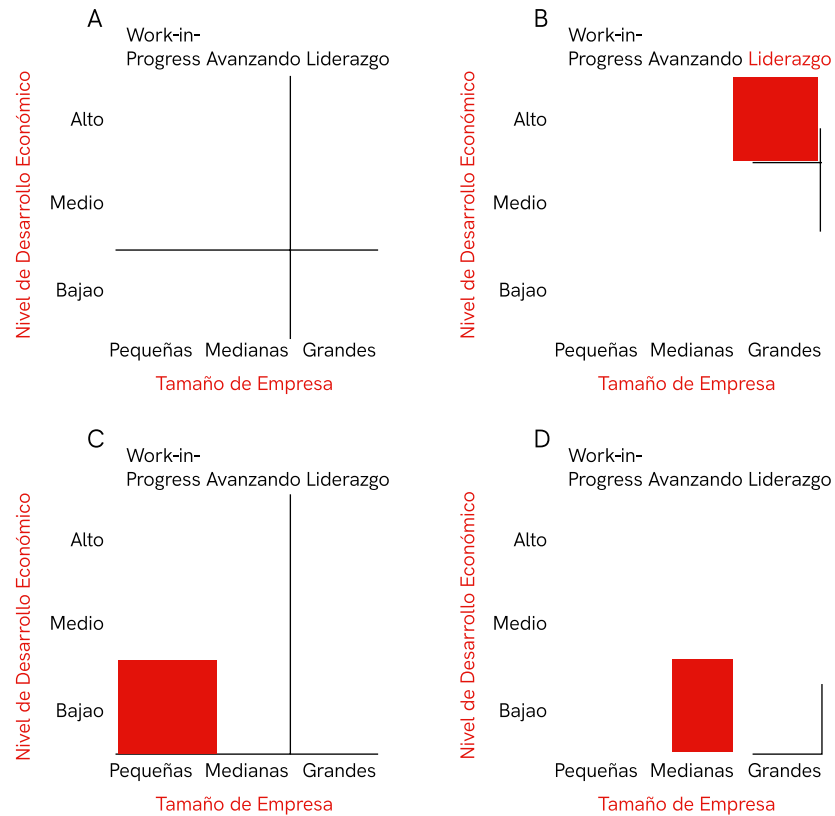 A
Work-in-
Progress Avanzando Liderazgo
Nivel de Desarrollo Económico
Alto
Medio
Bajao
Pequeñas Medianas Grandes
Tamaño de Empresa
B
Work-in-
Progress Avanzando Liderazgo
Nivel de Desarrollo Económico
Alto
Medio
Bajao
Pequeñas Medianas Grandes
Tamaño de Empresa
C
Work-in-
Progress Avanzando Liderazgo
Nivel de Desarrollo Económico
Alto
Medio
Bajao
Pequeñas Medianas Grandes
Tamaño de Empresa
D
Work-in-
Progress Avanzando Liderazgo
Nivel de Desarrollo Económico
Alto
Medio
Bajao
Pequeñas Medianas Grandes
Tamaño de Empresa